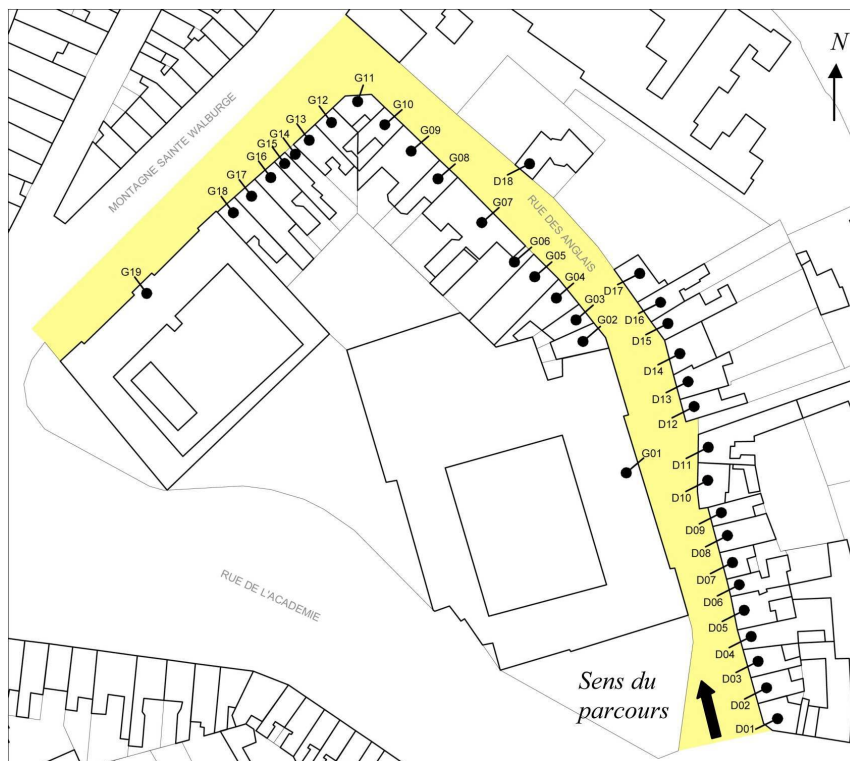 N
MONTAGNE SAINTE WALBURGE
G11
G12
G10
G13
G14
G09
G15
G16
G08
G17
D18
G18
RUE DES ANGLAIS
G07
G06
G05
D17
G19
G04
G03
D16
G02
D15
D14
D13
D12
D11
G01
D10
D09
D08
D07
RUE DE L'ACADEMIE
D06
D05
D04
Sens du
parcours
D03
D02
D01